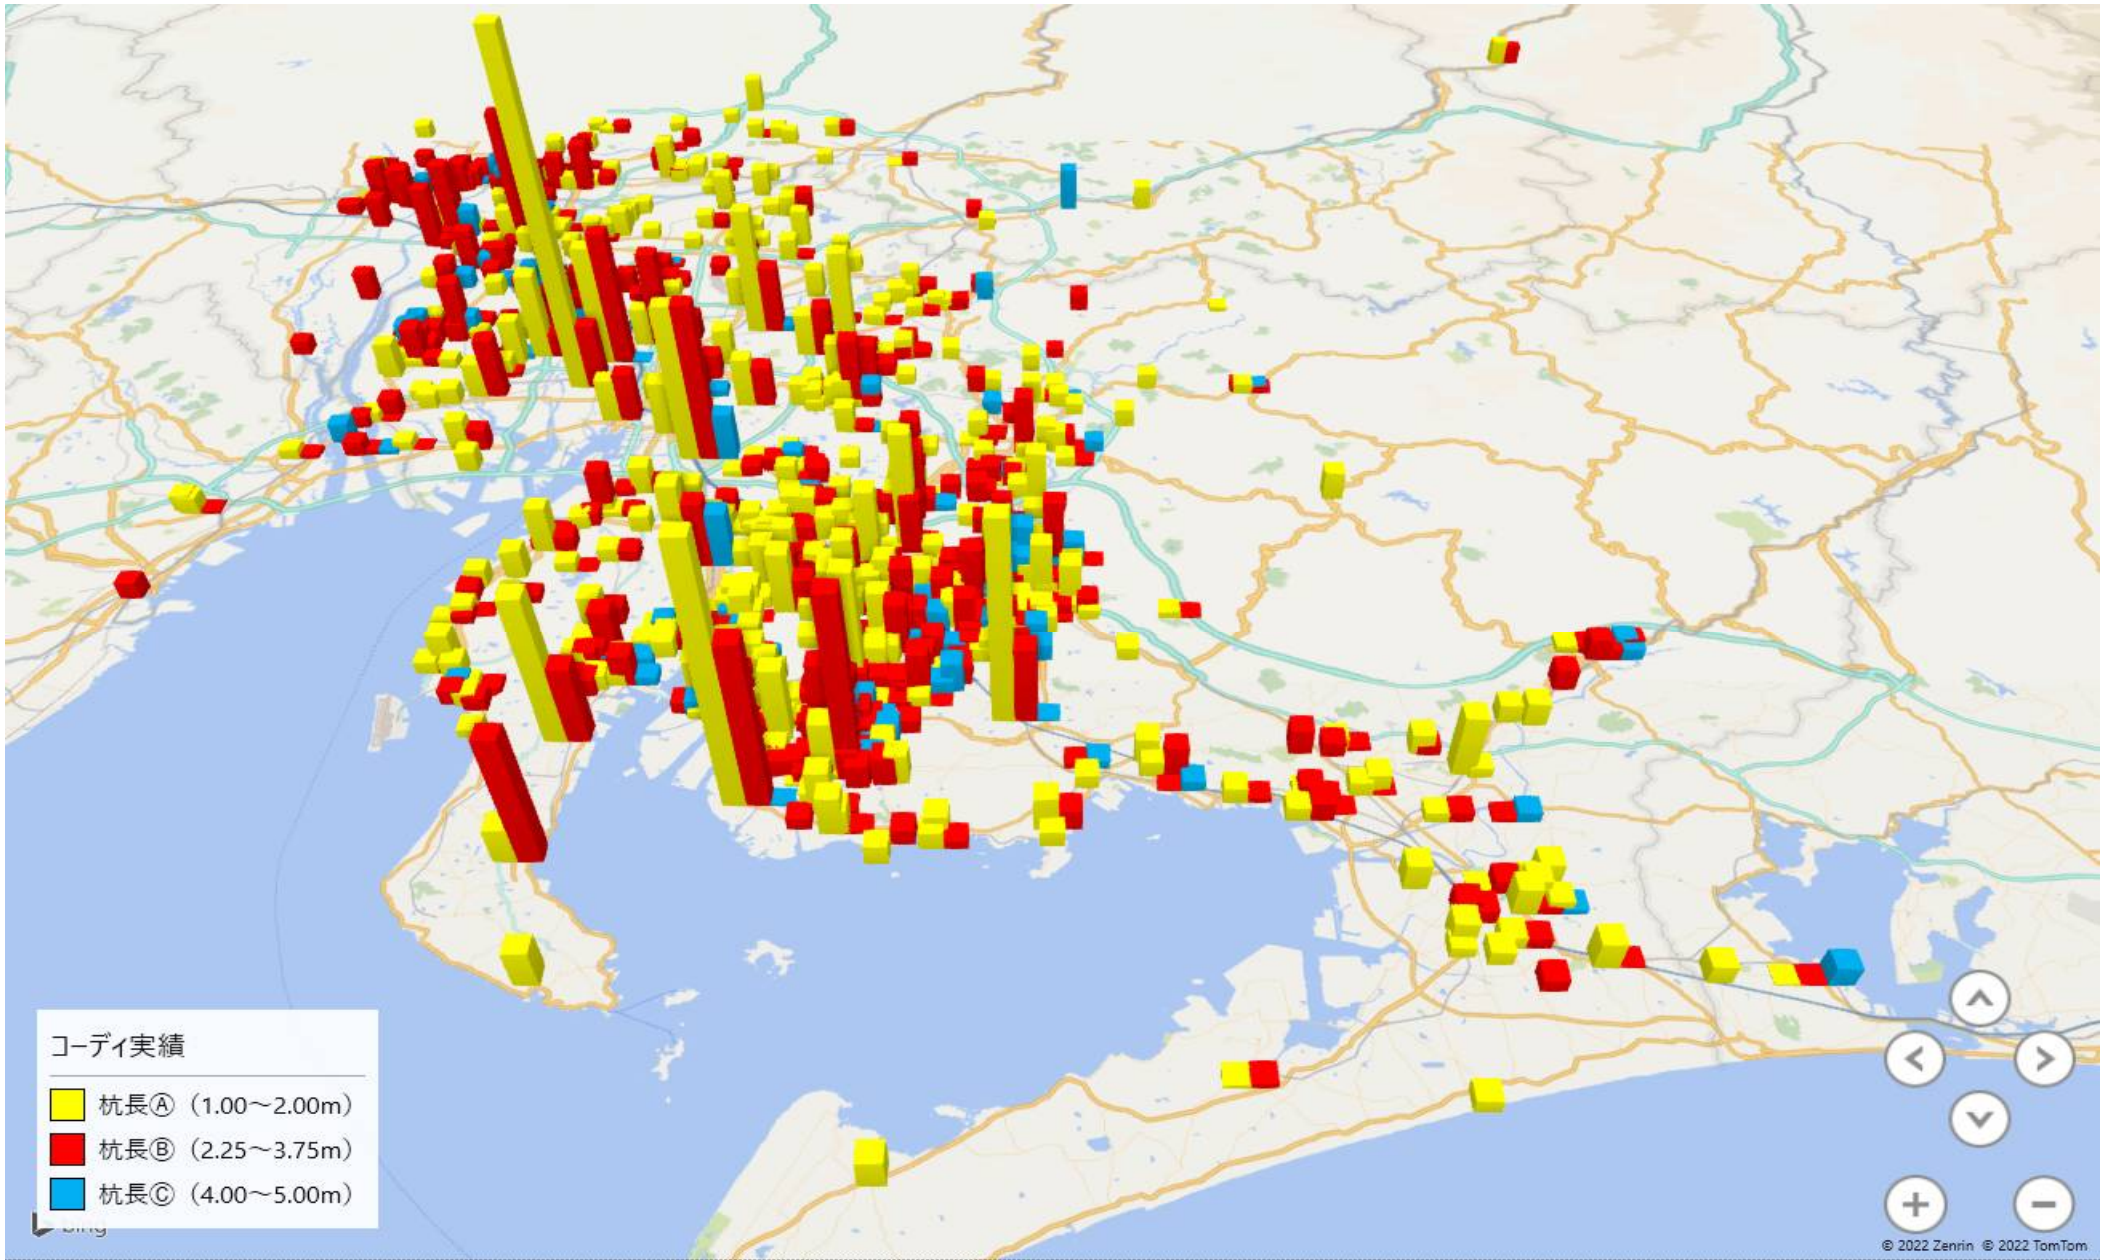 コーディ実績
杭長Ⓐ（1.00～2.00m）
杭長Ⓑ（2.25～3.75m）
杭長Ⓒ（4.00～5.00m）
bing
© 2022 Zenrin © 2022 TomTom